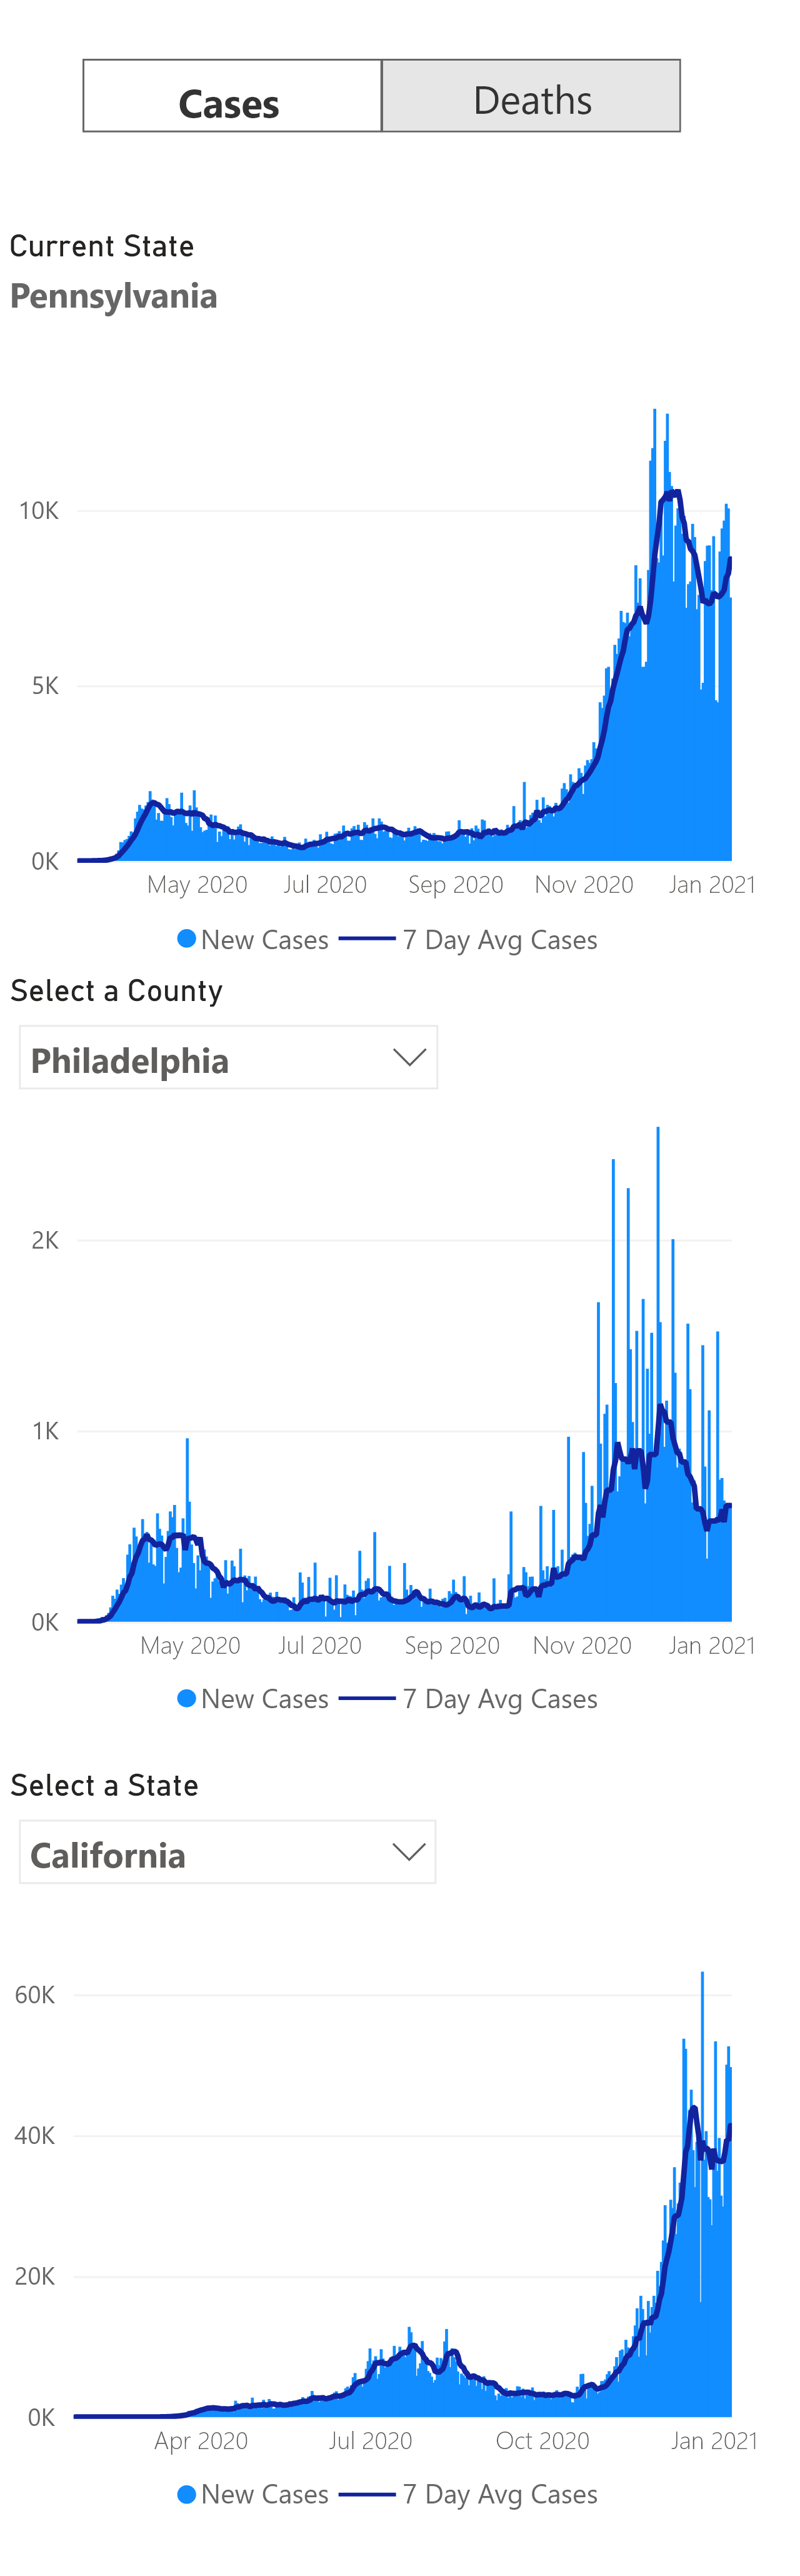 Cases Deaths
Current State
Pennsylvania
10K
5K
0K
May 2020 Jul 2020 Sep 2020 Nov 2020 Jan 2021
New Cases 7 Day Avg Cases
Select a County
Philadelphia
2K
1K
0K
May 2020 Jul 2020 Sep 2020 Nov 2020 Jan 2021
New Cases 7 Day Avg Cases
Select a State
California
60K
40K
20K
0K
Apr 2020 Jul 2020 Oct 2020 Jan 2021
New Cases 7 Day Avg Cases